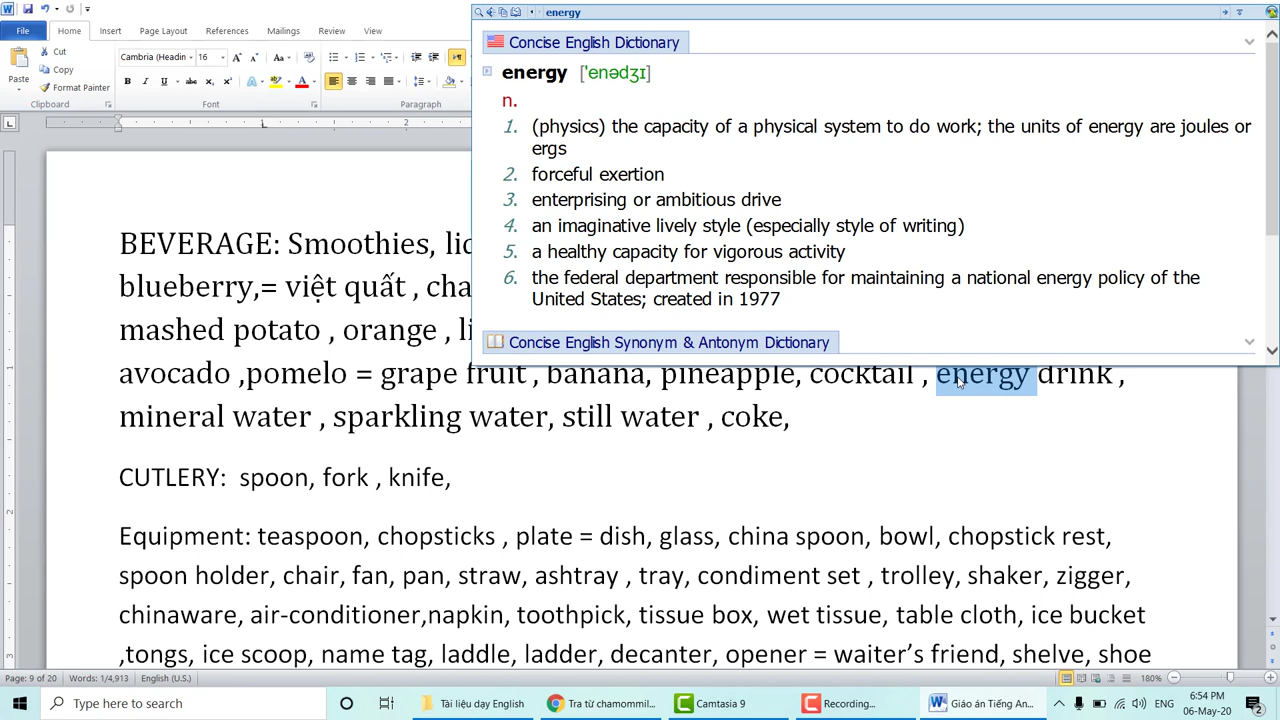 energy
File Home Insert Page Layout References Mailings Review View
Cut
Copy
Format Painter
Paste
Cambria (Headin 16
Clipboard Font Paragraph
Concise English Dictionary
energy ['enədʒɪ]
n.
1. (physics) the capacity of a physical system to do work; the units of energy are joules or
ergs
2. forceful exertion
3. enterprising or ambitious drive
4. an imaginative lively style (especially style of writing)
5. a healthy capacity for vigorous activity
6. the federal department responsible for maintaining a national energy policy of the
United States; created in 1977
Concise English Synonym & Antonym Dictionary
BEVERAGE: Smoothies,
blueberry,= việt quất ,
mashed potato , orange ,
avocado ,pomelo = grape fruit , banana, pineapple, cocktail , energy drink ,
mineral water , sparkling water, still water , coke,
CUTLERY: spoon, fork , knife,
Equipment: teaspoon, chopsticks , plate = dish, glass, china spoon, bowl, chopstick rest,
spoon holder, chair, fan, pan, straw, ashtray , tray, condiment set , trolley, shaker, zigger,
chinaware, air-conditioner,napkin, toothpick, tissue box, wet tissue, table cloth, ice bucket
,tongs, ice scoop, name tag, laddle, ladder, decanter, opener = waiter's friend, shelve, shoe
Page: 9 of 20 Words: 1/4,913 English (U.S.) 180%
Type here to search
Tài liệu dạy English
Tra từ chamommil...
Camtasia 9
Recording...
Giáo án Tiếng An...
6:54 PM
06-May-20
2